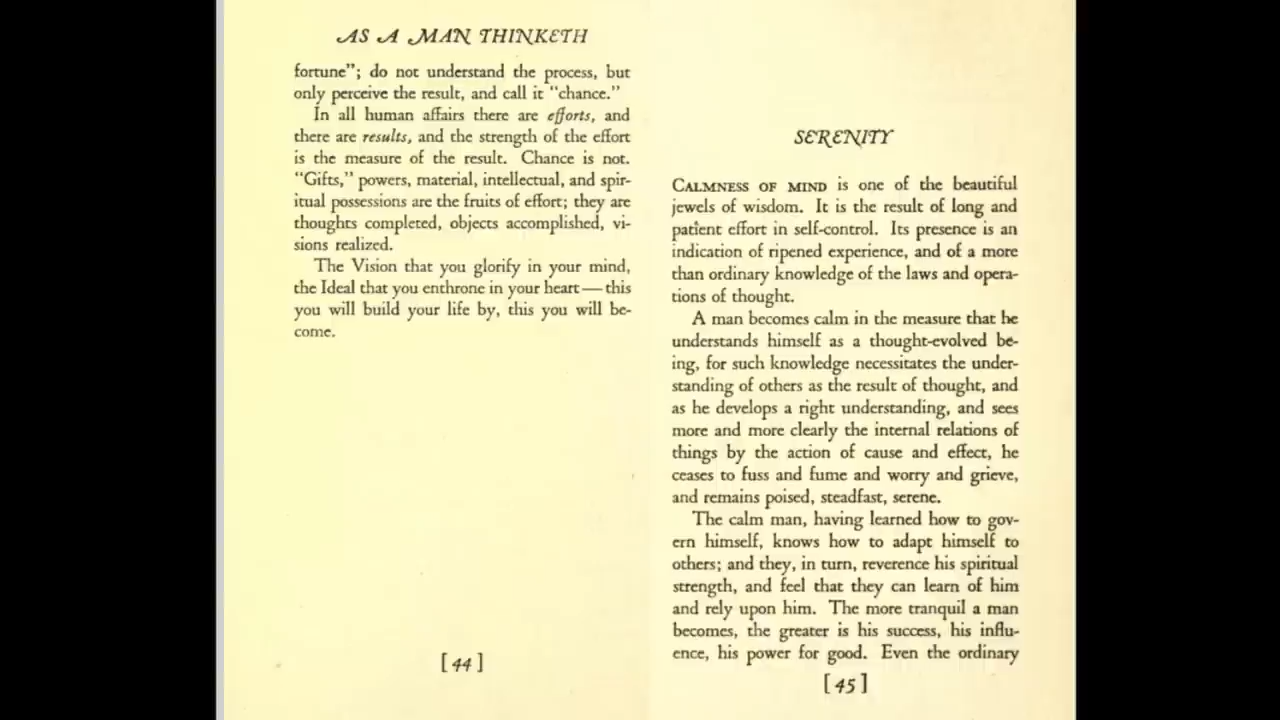 AS A MAN THINKETH
fortune”; do not understand the process, but
only perceive the result, and call it “chance.”
In all human affairs there are efforts, and
there are results, and the strength of the effort
is the measure of the result. Chance is not.
“Gifts,” powers, material, intellectual, and spir-
itual possessions are the fruits of effort; they are
thoughts completed, objects accomplished, vi-
sions realized.
The Vision that you glorify in your mind,
the Ideal that you enthrone in your heart — this
you will build your life by, this you will be-
come.
[ 44 ]
SERENITY
CALMNESS OF MIND is one of the beautiful
jewels of wisdom. It is the result of long and
patient effort in self-control. Its presence is an
indication of ripened experience, and of a more
than ordinary knowledge of the laws and opera-
tions of thought.
A man becomes calm in the measure that he
understands himself as a thought-evolved be-
ing, for such knowledge necessitates the under-
standing of others as the result of thought, and
as he develops a right understanding, and sees
more and more clearly the internal relations of
things by the action of cause and effect, he
ceases to fuss and fume and worry and grieve,
and remains poised, steadfast, serene.
The calm man, having learned how to gov-
ern himself, knows how to adapt himself to
others; and they, in turn, reverence his spiritual
strength, and feel that they can learn of him
and rely upon him. The more tranquil a man
becomes, the greater is his success, his influ-
ence, his power for good. Even the ordinary
[ 45 ]